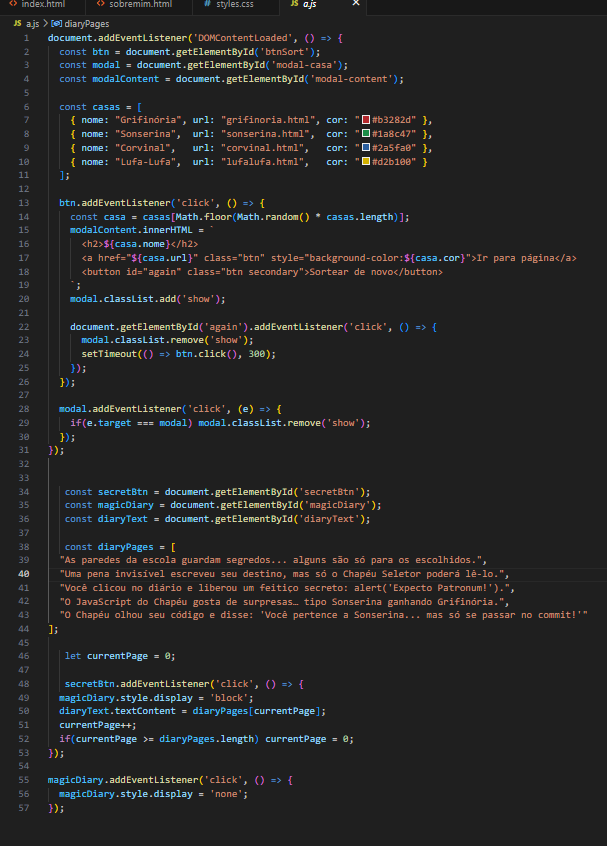 index.html sobremim.html # styles.css JS a.js ×
JS a.js > diaryPages
1 document.addEventListener('DOMContentLoaded', () => {
2 const btn = document.getElementById('btnSort');
3 const modal = document.getElementById('modal-casa');
4 const modalContent = document.getElementById('modal-content');
5
6 const casas = [
7 { nome: "Grifinória", url: "grifinoria.html", cor: "#b3282d" },
8 { nome: "Sonserina", url: "sonserina.html", cor: "#1a8c47" },
9 { nome: "Corvinal", url: "corvinal.html", cor: "#2a5fa0" },
10 { nome: "Lufa-Lufa", url: "lufalufa.html", cor: "#d2b100" }
11 ];
12
13 btn.addEventListener('click', () => {
14 const casa = casas[Math.floor(Math.random() * casas.length)];
15 modalContent.innerHTML = `
16 <h2>${casa.nome}</h2>
17 <a href="${casa.url}" class="btn" style="background-color:${casa.cor}">Ir para página</a>
18 <button id="again" class="btn secondary">Sortear de novo</button>
19 `;
20 modal.classList.add('show');
21
22 document.getElementById('again').addEventListener('click', () => {
23 modal.classList.remove('show');
24 setTimeout(() => btn.click(), 300);
25 });
26 });
27
28 modal.addEventListener('click', (e) => {
29 if(e.target === modal) modal.classList.remove('show');
30 });
31 });
32
33
34 const secretBtn = document.getElementById('secretBtn');
35 const magicDiary = document.getElementById('magicDiary');
36 const diaryText = document.getElementById('diaryText');
37
38 const diaryPages = [
39 "As paredes da escola guardam segredos... alguns são só para os escolhidos.",
40 "Uma pena invisível escreveu seu destino, mas só o Chapéu Seletor poderá lê-lo.",
41 "Você clicou no diário e liberou um feitiço secreto: alert('Expecto Patronum!').",
42 "O JavaScript do Chapéu gosta de surpresas… tipo Sonserina ganhando Grifinória.",
43 "O Chapéu olhou seu código e disse: 'Você pertence a Sonserina... mas só se passar no commit!'"
44 ];
45
46 let currentPage = 0;
47
48 secretBtn.addEventListener('click', () => {
49 magicDiary.style.display = 'block';
50 diaryText.textContent = diaryPages[currentPage];
51 currentPage++;
52 if(currentPage >= diaryPages.length) currentPage = 0;
53 });
54
55 magicDiary.addEventListener('click', () => {
56 magicDiary.style.display = 'none';
57 });